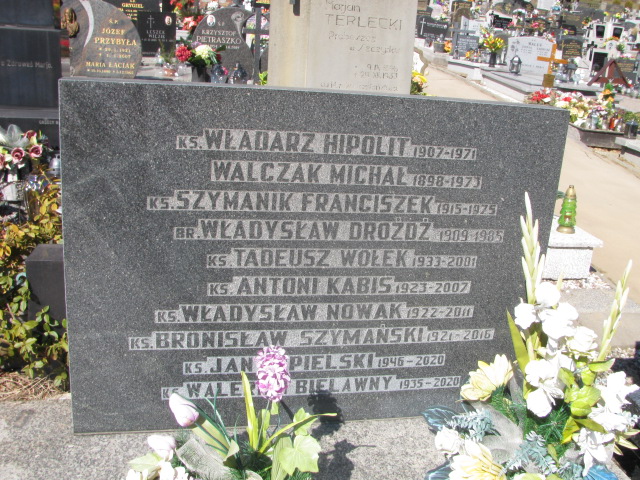 JÓZEF
PRZYBYŁA
MARIA ŁACIAK
KRZYSZTOF
PIETRASZKO
TERLECKI
KS. WŁADARZ HIPOLIT 1907-1971
WALCZAK MICHAŁ 1898-1973
KS. SZYMANIK FRANCISZEK 1915-1975
BR. WŁADYSŁAW DROŻDŻ 1909-1985
KS. TADEUSZ WOŁEK 1933-2001
KS. ANTONI KABIS 1923-2007
KS. WŁADYSŁAW NOWAK 1922-2011
KS. BRONISŁAW SZYMAŃSKI 1921-2016
KS. JAN PIELSKI 1946-2020
KS. BIELAWNY 1935-2020